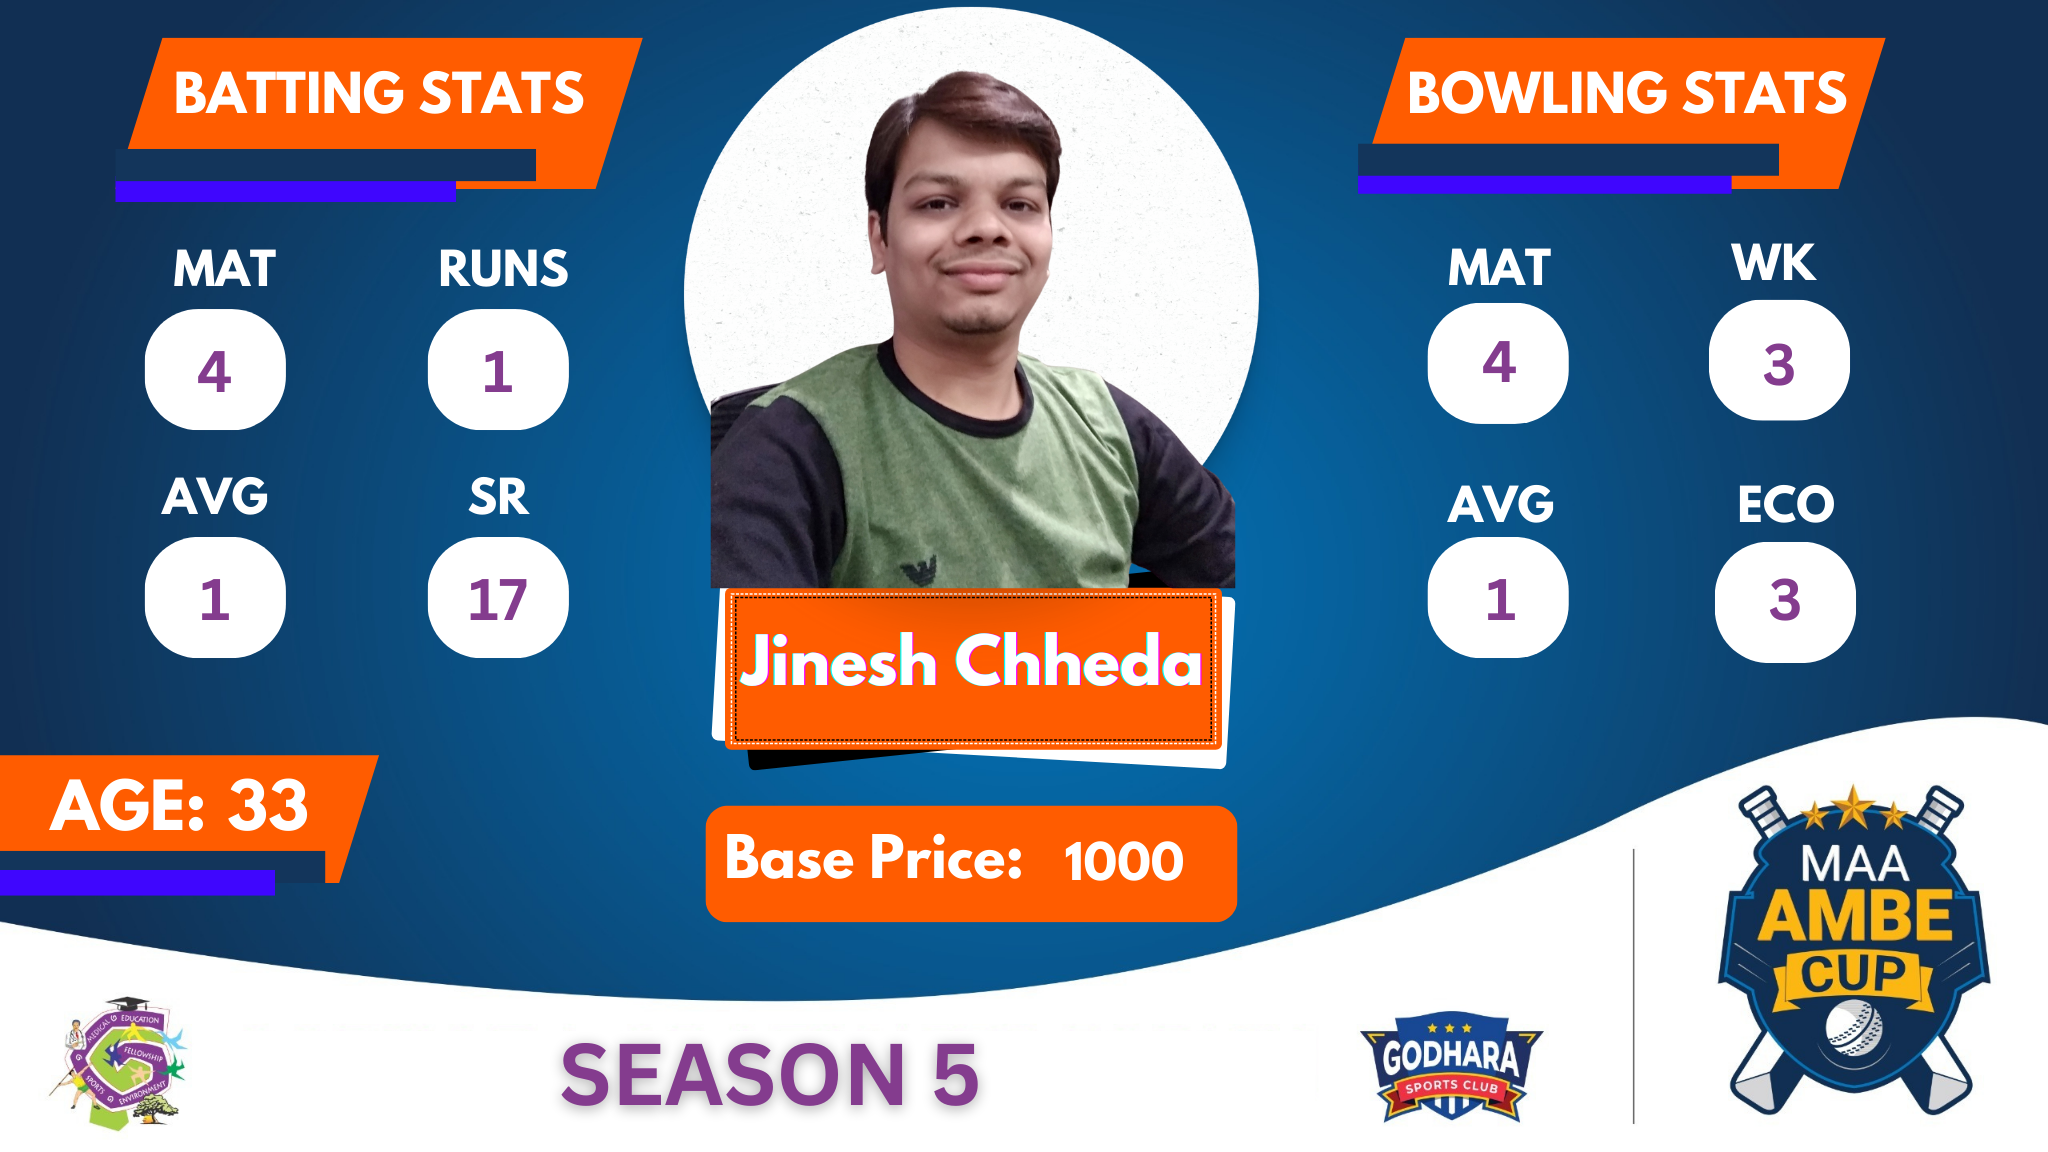 BATTING STATS
MAT RUNS
4 1
AVG SR
1 17
BOWLING STATS
MAT WK
4 3
AVG ECO
1 3
Jinesh Chheda
AGE: 33
Base Price: 1000
SEASON 5
MEDICAL G EDUCATION
FELLOWSHIP
G SPORTS G ENVIRONMENT
GODHARA
SPORTS CLUB
MAA
AMBE
CUP